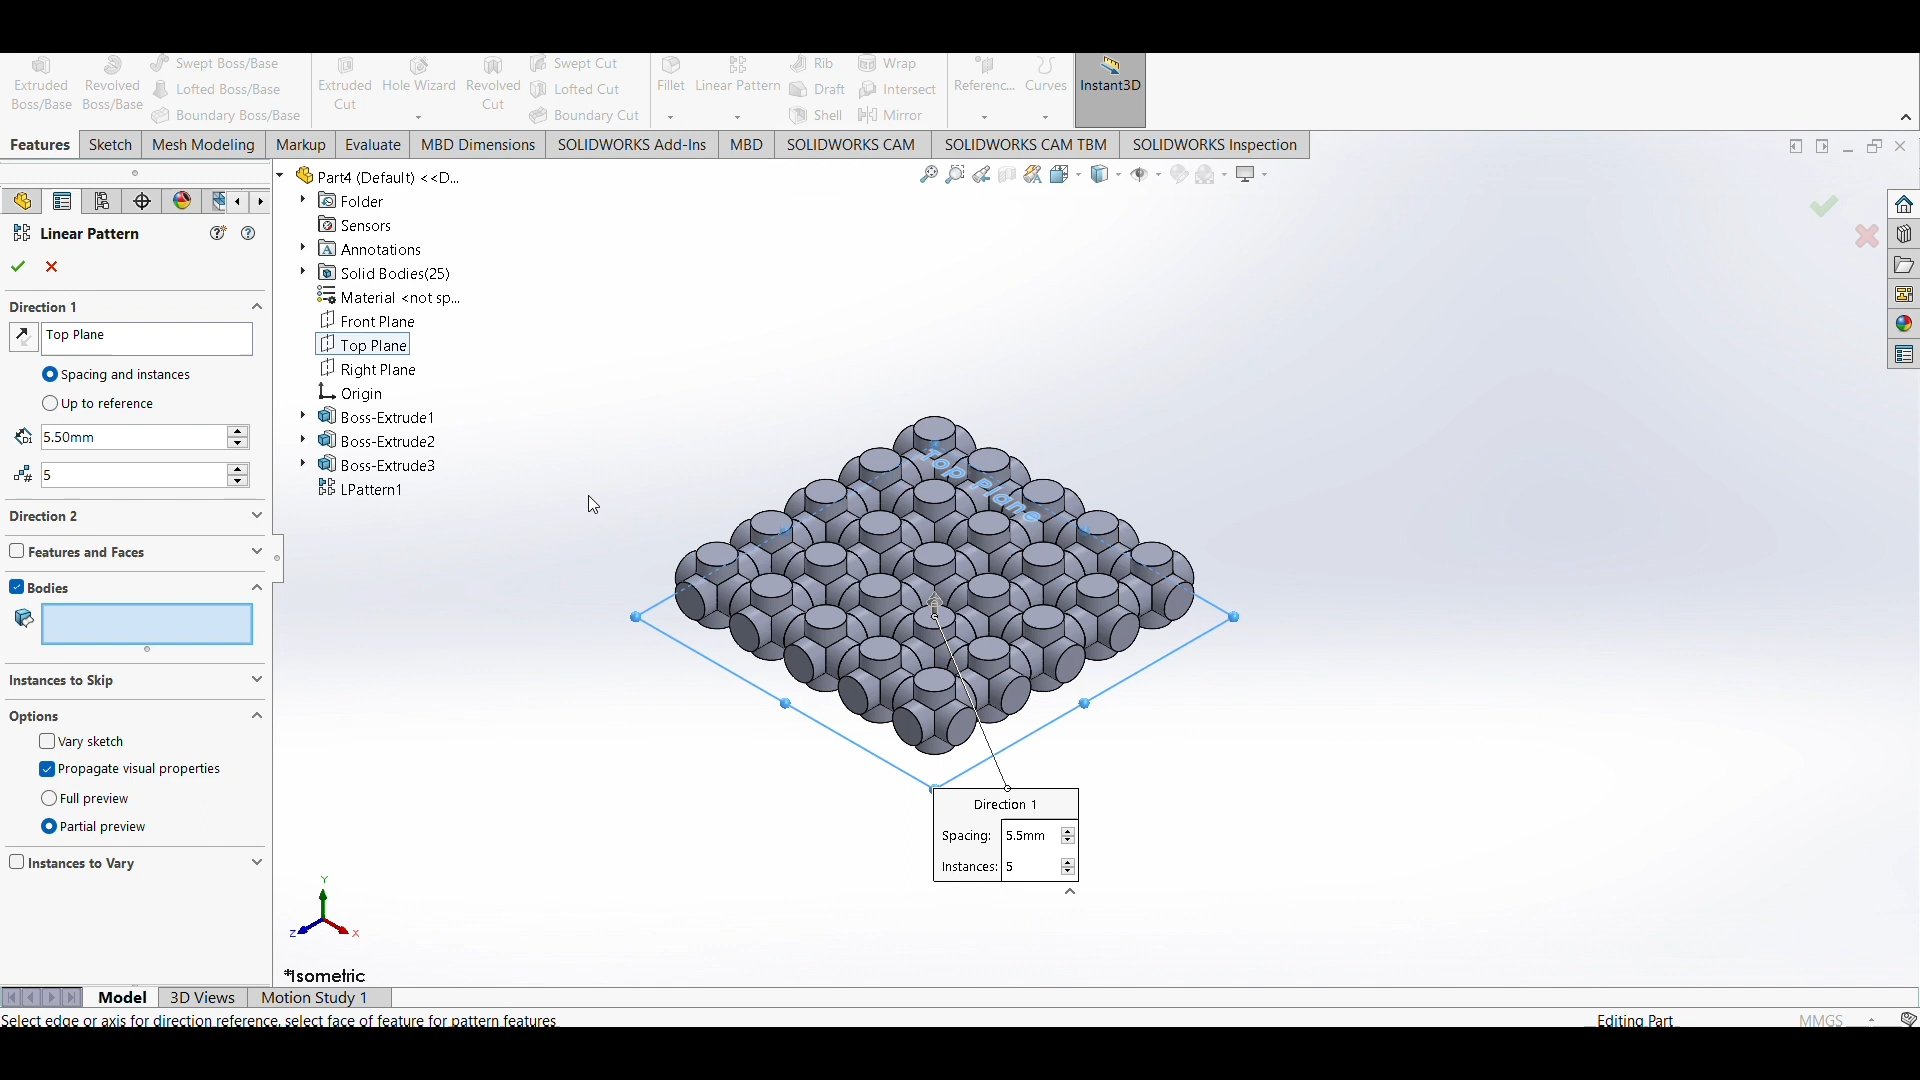 Extruded Boss/Base
Revolved Boss/Base
Swept Boss/Base
Lofted Boss/Base
Boundary Boss/Base
Extruded Cut
Hole Wizard
Revolved Cut
Swept Cut
Lofted Cut
Boundary Cut
Fillet
Linear Pattern
Rib
Draft
Shell
Wrap
Intersect
Mirror
Referenc...
Curves
Instant3D
Features
Sketch
Mesh Modeling
Markup
Evaluate
MBD Dimensions
SOLIDWORKS Add-Ins
MBD
SOLIDWORKS CAM
SOLIDWORKS CAM TBM
SOLIDWORKS Inspection
Linear Pattern
Direction 1
Top Plane
Spacing and instances
Up to reference
5.50mm
5
Direction 2
Features and Faces
Bodies
Instances to Skip
Options
Vary sketch
Propagate visual properties
Full preview
Partial preview
Instances to Vary
Part4 (Default) <<D...
Folder
Sensors
Annotations
Solid Bodies(25)
Material <not sp...
Front Plane
Top Plane
Right Plane
Origin
Boss-Extrude1
Boss-Extrude2
Boss-Extrude3
LPattern1
Top Plane
Direction 1
Spacing: 5.5mm
Instances: 5
Y
Z
X
*Isometric
Model
3D Views
Motion Study 1
Select edge or axis for direction reference, select face of feature for pattern features
Editing Part
MMGS